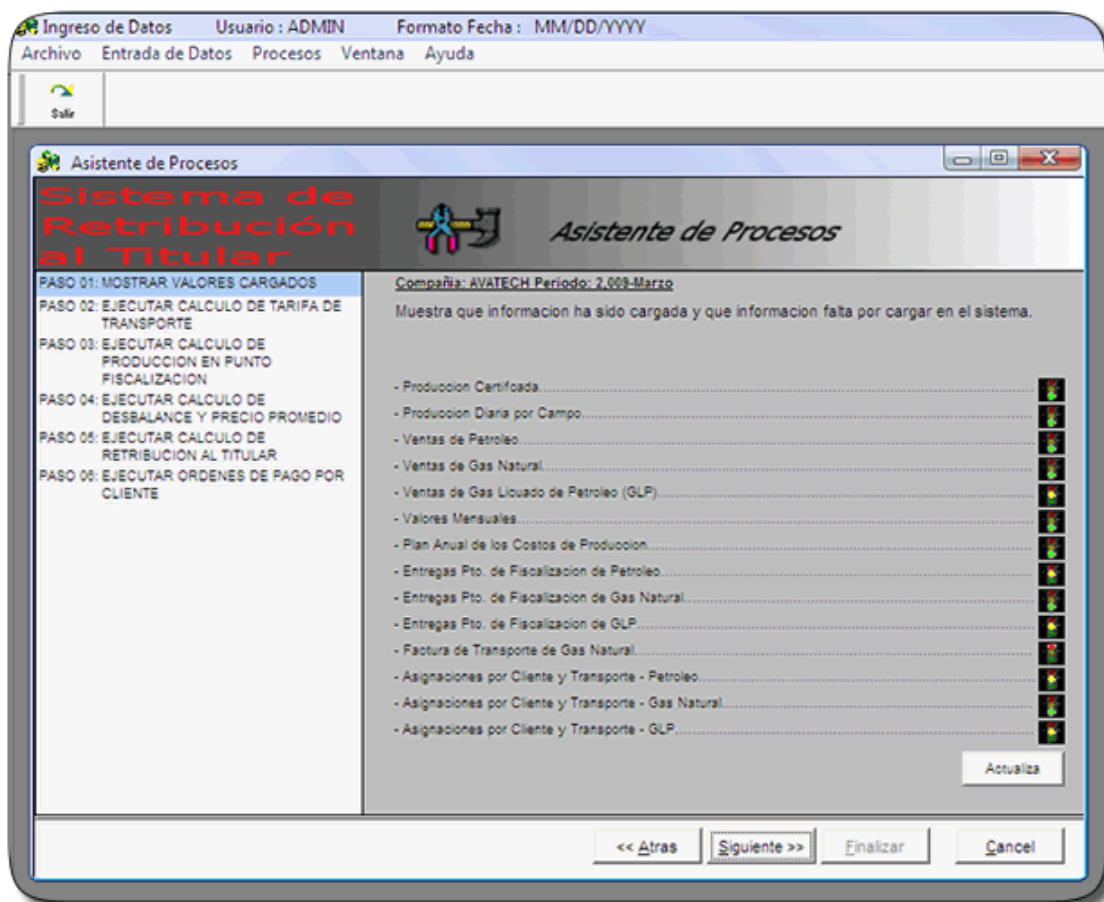 Ingreso de Datos Usuario : ADMIN Formato Fecha : MM/DD/YYYY
Archivo Entrada de Datos Procesos Ventana Ayuda
Salir
Asistente de Procesos
Sistema de
Retribución
al Titular
Asistente de Procesos
PASO 01: MOSTRAR VALORES CARGADOS
PASO 02: EJECUTAR CALCULO DE TARIFA DE
TRANSPORTE
PASO 03: EJECUTAR CALCULO DE
PRODUCCION EN PUNTO
FISCALIZACION
PASO 04: EJECUTAR CALCULO DE
DESBALANCE Y PRECIO PROMEDIO
PASO 05: EJECUTAR CALCULO DE
RETRIBUCION AL TITULAR
PASO 06: EJECUTAR ORDENES DE PAGO POR
CLIENTE
Compañia: AVATECH Periodo: 2,009-Marzo
Muestra que informacion ha sido cargada y que informacion falta por cargar en el sistema.
- Produccion Certifcada
- Produccion Diaria por Campo
- Ventas de Petroleo
- Ventas de Gas Natural
- Ventas de Gas Licuado de Petroleo (GLP)
- Valores Mensuales
- Plan Anual de los Costos de Produccion
- Entregas Pto. de Fiscalizacion de Petroleo
- Entregas Pto. de Fiscalizacion de Gas Natural
- Entregas Pto. de Fiscalizacion de GLP
- Factura de Transporte de Gas Natural
- Asignaciones por Cliente y Transporte - Petroleo
- Asignaciones por Cliente y Transporte - Gas Natural
- Asignaciones por Cliente y Transporte - GLP
Actualiza
<< Atras Siguiente >> Finalizar Cancel